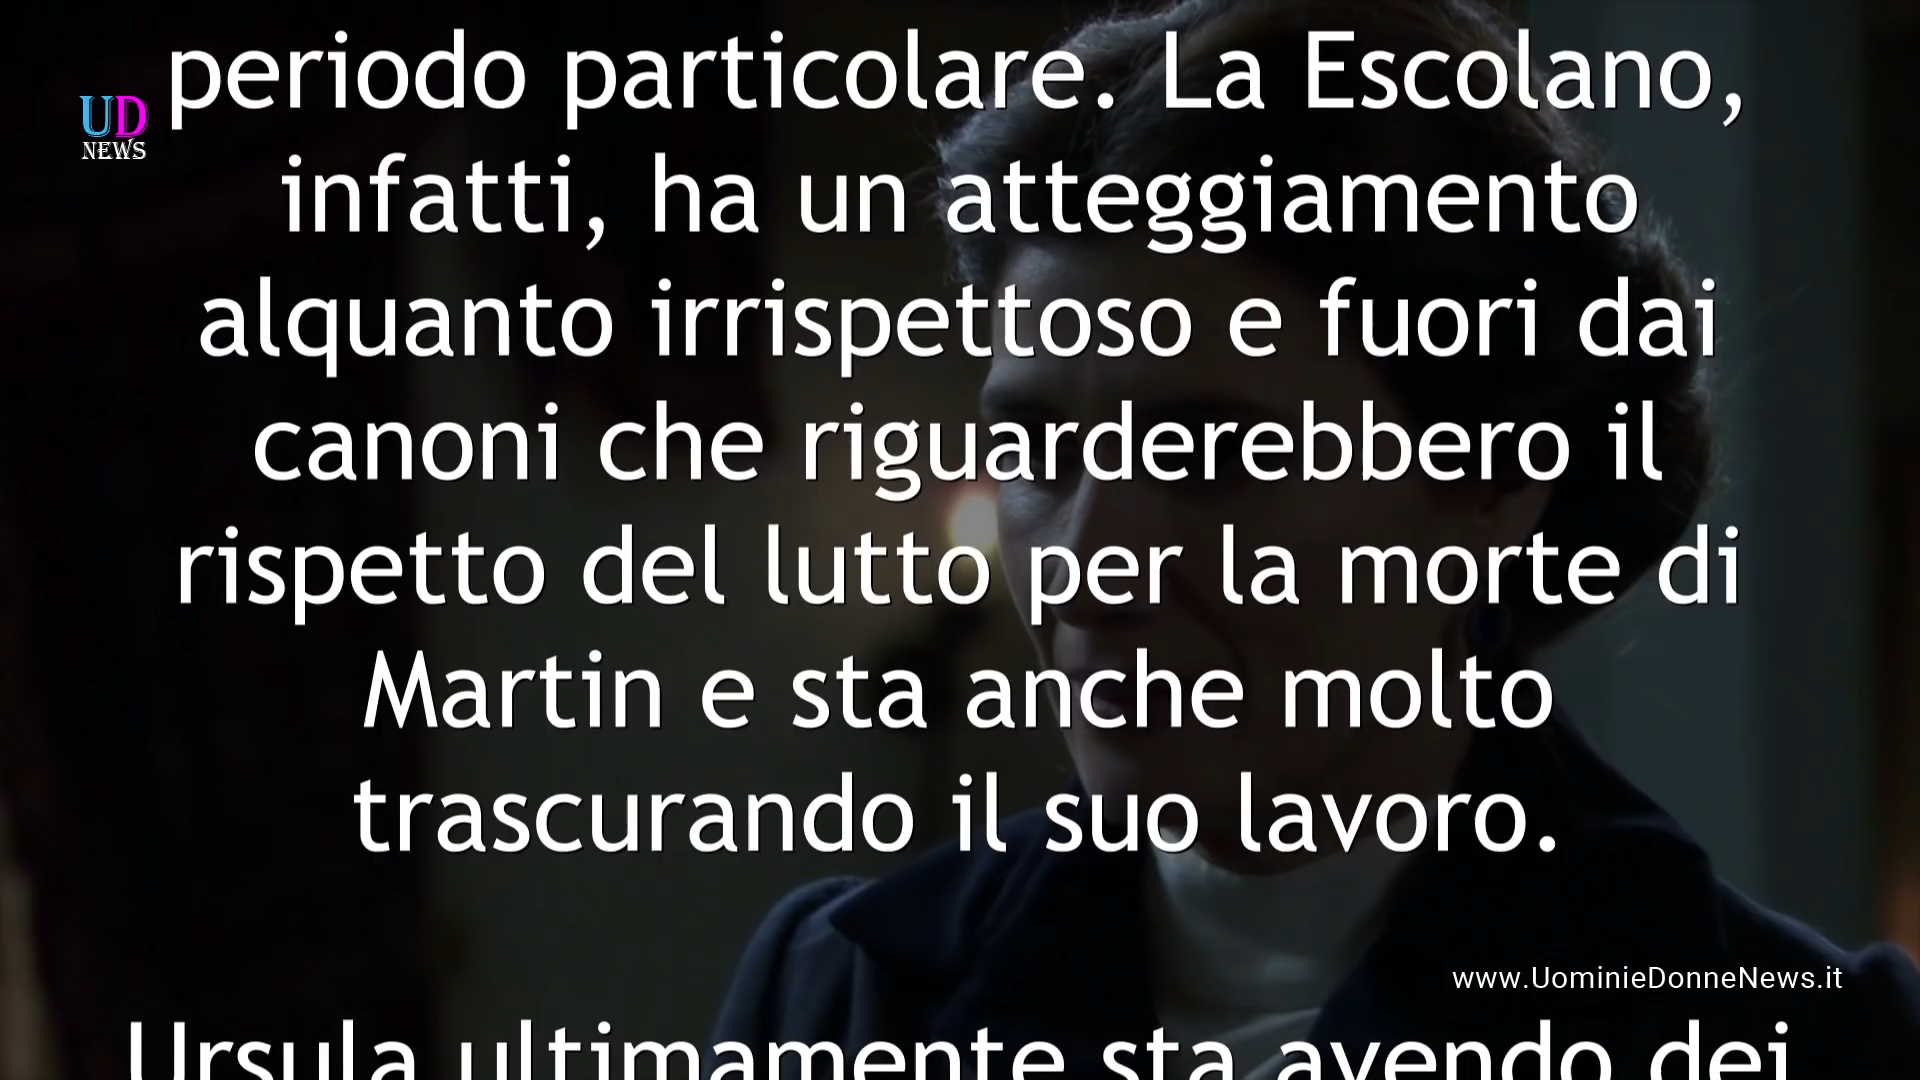 periodo particolare. La Escolano,
UD
NEWS
infatti, ha un atteggiamento
alquanto irrispettoso e fuori dai
canoni che riguarderebbero il
rispetto del lutto per la morte di
Martin e sta anche molto
trascurando il suo lavoro.
www.UominieDonneNews.it
Ursula ultimamente sta avendo dei